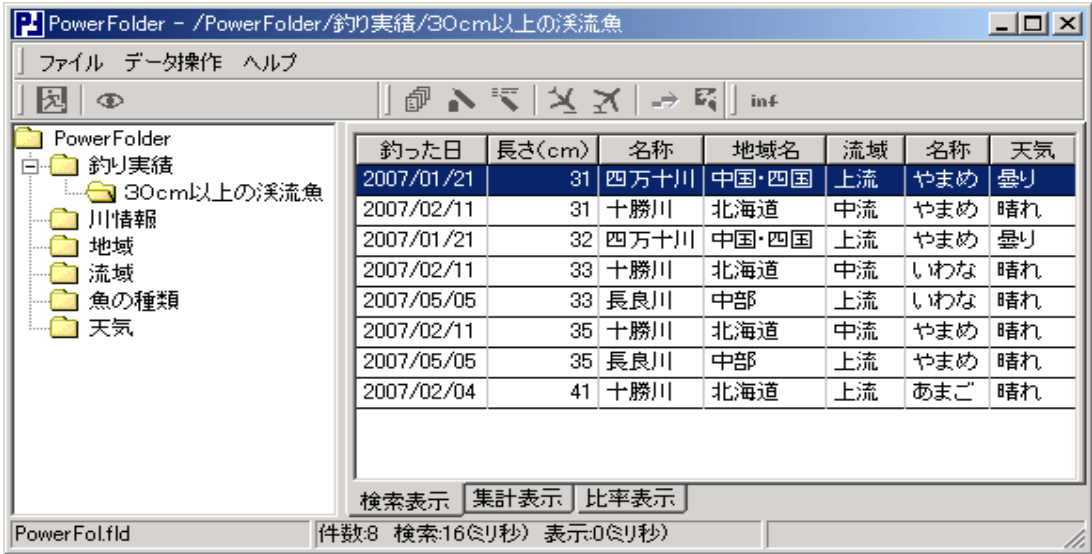 PowerFolder - /PowerFolder/釣り実績/30cm以上の渓流魚
ファイル データ操作 ヘルプ
inf
PowerFolder
釣り実績
30cm以上の渓流魚
川情報
地域
流域
魚の種類
天気
釣った日 長さ(cm) 名称 地域名 流域 名称 天気
2007/01/21 31 四万十川 中国・四国 上流 やまめ 曇り
2007/02/11 31 十勝川 北海道 中流 やまめ 晴れ
2007/01/21 32 四万十川 中国・四国 上流 やまめ 曇り
2007/02/11 33 十勝川 北海道 中流 いわな 晴れ
2007/05/05 33 長良川 中部 上流 いわな 晴れ
2007/02/11 35 十勝川 北海道 中流 やまめ 晴れ
2007/05/05 35 長良川 中部 上流 やまめ 晴れ
2007/02/04 41 十勝川 北海道 上流 あまご 晴れ
検索表示 集計表示 比率表示
PowerFol.fld 件数:8 検索:16(ミリ秒) 表示:0(ミリ秒)